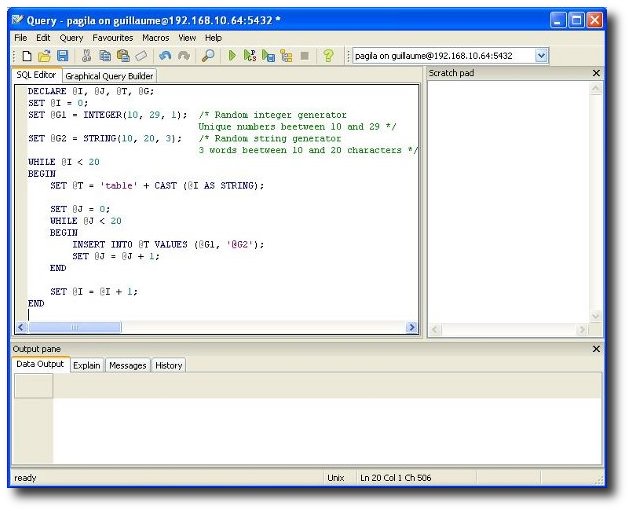 Query - pagila on guillaume@192.168.10.64:5432 *
File Edit Query Favourites Macros View Help
pagila on guillaume@192.168.10.64:5432
SQL Editor Graphical Query Builder
Scratch pad
DECLARE @I, @J, @T, @G;
SET @I = 0;
SET @G1 = INTEGER(10, 29, 1); /* Random integer generator
Unique numbers beetween 10 and 29 */
SET @G2 = STRING(10, 20, 3); /* Random string generator
3 words beetween 10 and 20 characters */
WHILE @I < 20
BEGIN
SET @T = 'table' + CAST (@I AS STRING);
SET @J = 0;
WHILE @J < 20
BEGIN
INSERT INTO @T VALUES (@G1, '@G2');
SET @J = @J + 1;
END
SET @I = @I + 1;
END
Output pane
Data Output Explain Messages History
ready Unix Ln 20 Col 1 Ch 506